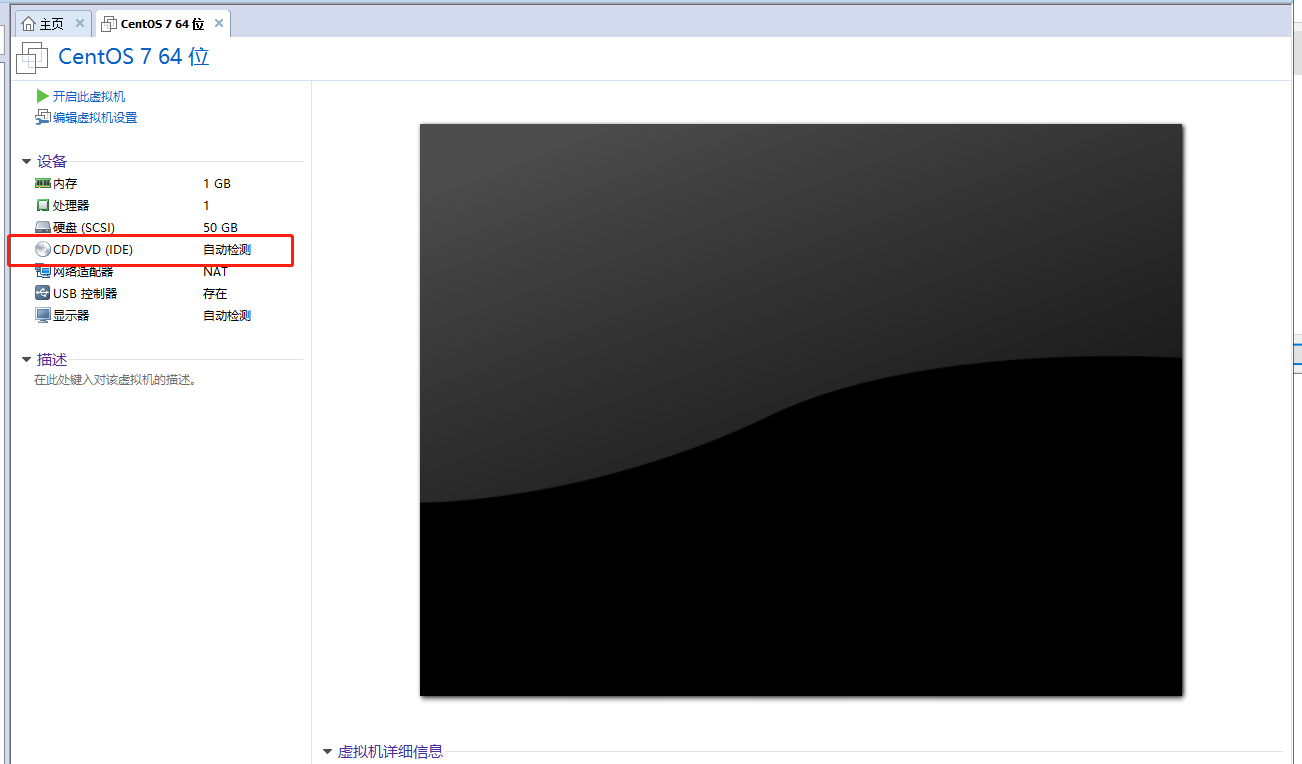 主页
CentOS 7 64 位
CentOS 7 64 位
开启此虚拟机
编辑虚拟机设置
设备
内存 1 GB
处理器 1
硬盘 (SCSI) 50 GB
CD/DVD (IDE) 自动检测
网络适配器 NAT
USB 控制器 存在
显示器 自动检测
描述
在此处键入对该虚拟机的描述。
虚拟机详细信息